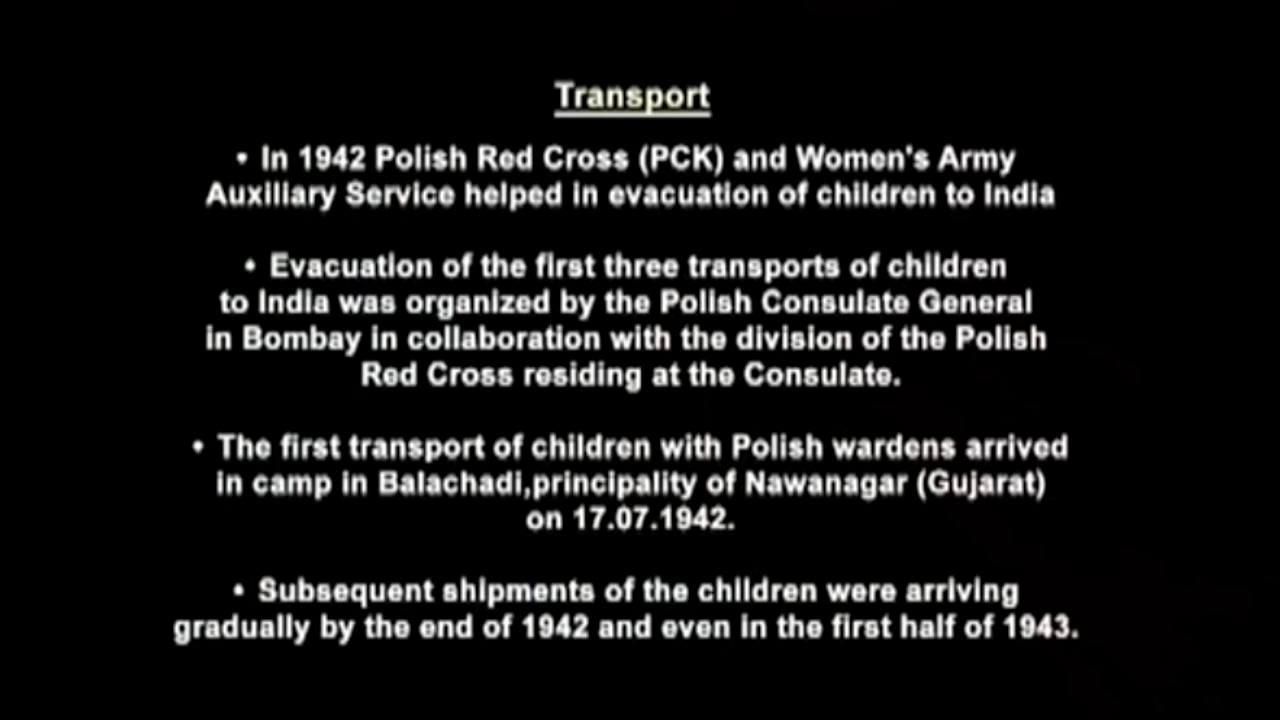 Transport
• In 1942 Polish Red Cross (PCK) and Women's Army
Auxiliary Service helped in evacuation of children to India
• Evacuation of the first three transports of children
to India was organized by the Polish Consulate General
in Bombay in collaboration with the division of the Polish
Red Cross residing at the Consulate.
• The first transport of children with Polish wardens arrived
in camp in Balachadi,principality of Nawanagar (Gujarat)
on 17.07.1942.
• Subsequent shipments of the children were arriving
gradually by the end of 1942 and even in the first half of 1943.